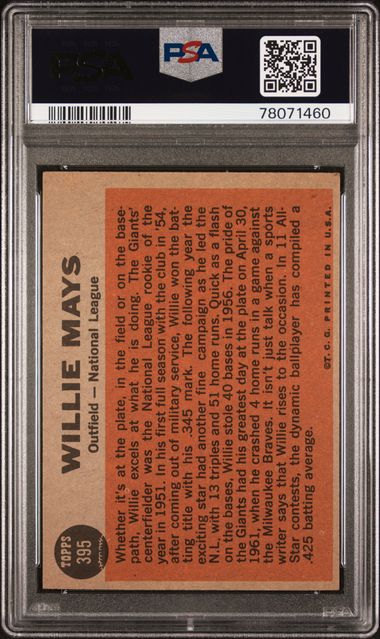 PSA
PSA
78071460
TOPPS
395
WILLIE MAYS
Outfield — National League
Whether it's at the plate, in the field or on the base-
path, Willie excels at what he is doing. The Giants'
centerfielder was the National League rookie of the
year in 1951. In his first full season with the club in '54,
after coming out of military service, Willie won the bat-
ting title with his .345 mark. The following year the
exciting star had another fine campaign as he led the
N.L. with 13 triples and 51 home runs. Quick as a flash
on the bases, Willie stole 40 bases in 1956. The pride of
the Giants had his greatest day at the plate on April 30,
1961, when he crashed 4 home runs in a game against
the Milwaukee Braves. It isn't just talk when a sports
writer says that Willie rises to the occasion. In 11 All-
Star contests, the dynamic ballplayer has compiled a
.425 batting average.
©T.C.G. PRINTED IN U.S.A.